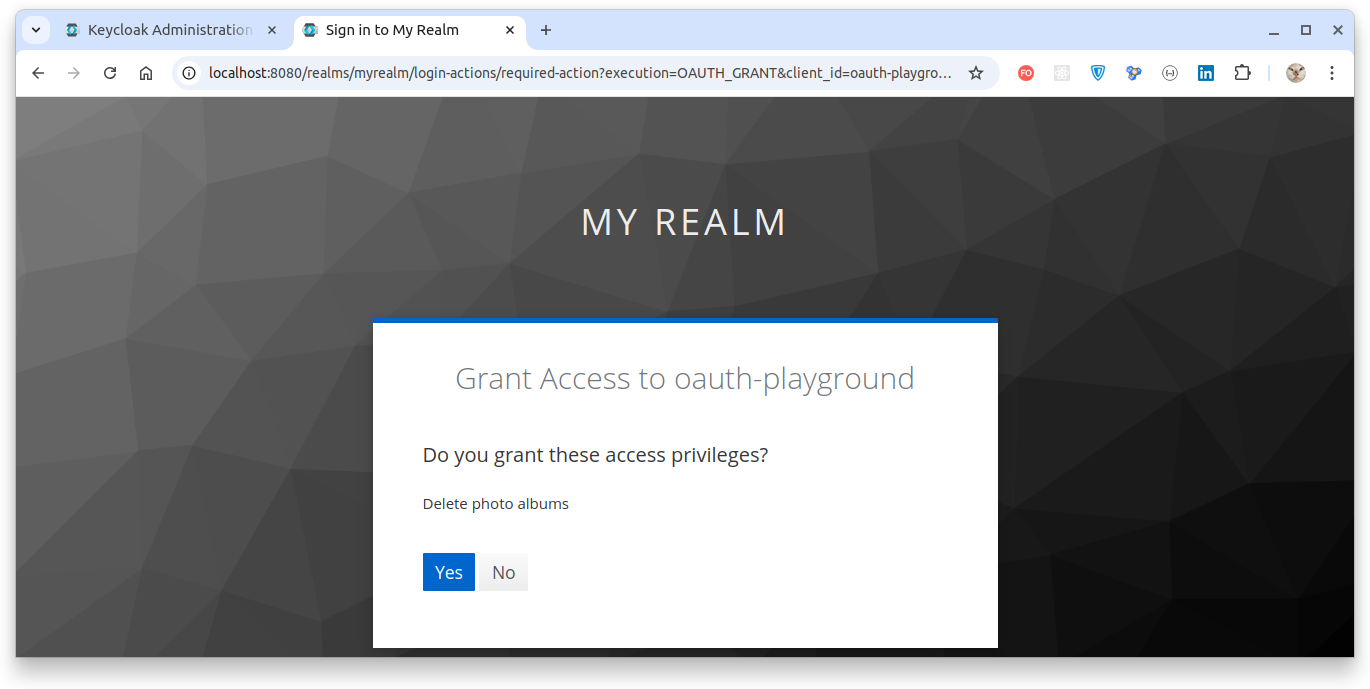 Keycloak Administration
Sign in to My Realm
localhost:8080/realms/myrealm/login-actions/required-action?execution=OAUTH_GRANT&client_id=oauth-playgro...
FO
in
MY REALM
Grant Access to oauth-playground
Do you grant these access privileges?
Delete photo albums
Yes No